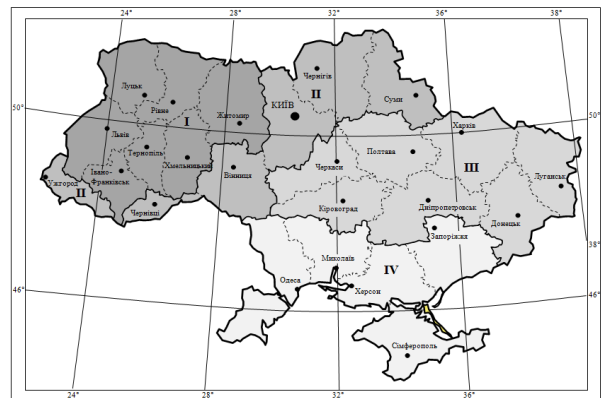 24°
28°
32°
36°
38°
50°
50°
Чернігів
Луцьк
II
Рівне
КИЇВ
Суми
Житомир
I
Львів
Харків
Тернопіль
Полтава
Хмельницький
Черкаси
III
Івано-
Франківськ
Вінниця
Ужгород
II
Луганськ
Чернівці
Кіровоград
Дніпропетровськ
Донецьк
Запоріжжя
38°
Миколаїв
IV
Одеса
Херсон
46°
46°
Сімферополь
24°
28°
32°
36°